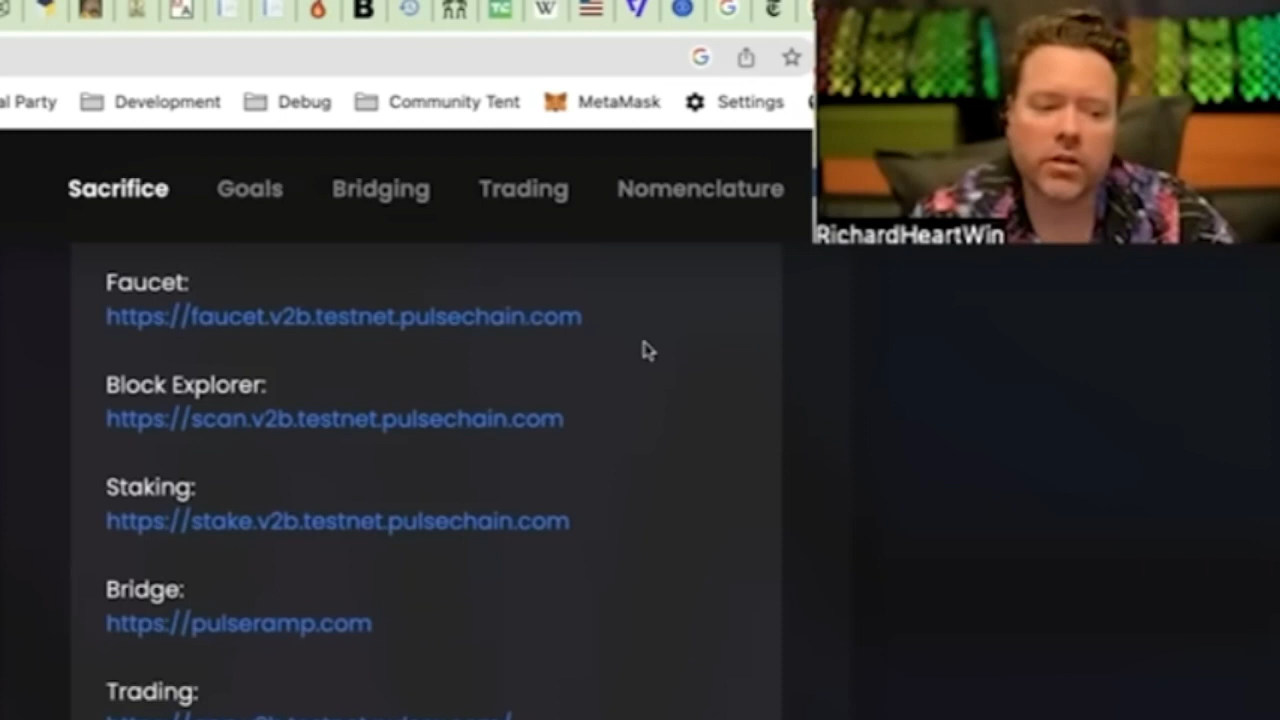 al Party Development Debug Community Tent MetaMask Settings
Sacrifice Goals Bridging Trading Nomenclature
RichardHeartWin
Faucet:
https://faucet.v2b.testnet.pulsechain.com
Block Explorer:
https://scan.v2b.testnet.pulsechain.com
Staking:
https://stake.v2b.testnet.pulsechain.com
Bridge:
https://pulseramp.com
Trading: